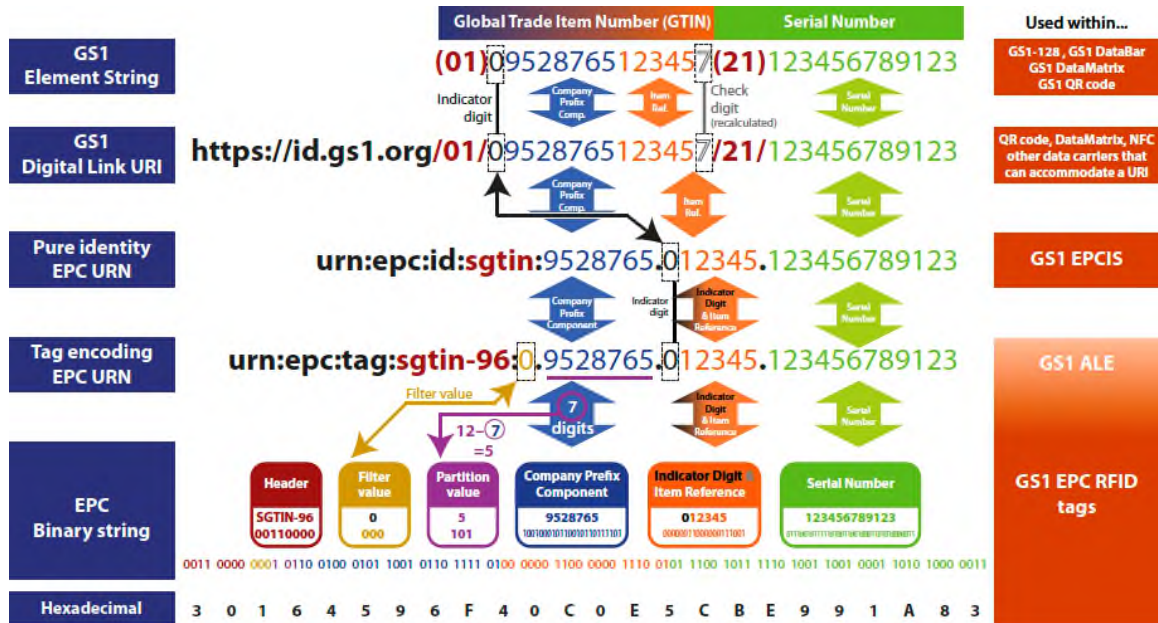 Global Trade Item Number (GTIN)
Serial Number
Used within...
GS1
Element String
(01)09528765123457(21)123456789123
GS1-128 , GS1 DataBar
GS1 DataMatrix
GS1 QR code
Indicator
digit
Company
Prefix
Comp.
Item
Ref.
Check
digit
(recalculated)
Serial
Number
GS1
Digital Link URI
https://id.gs1.org/01/09528765123457/21/123456789123
QR code, DataMatrix, NFC
other data carriers that
can accommodate a URI
Company
Prefix
Comp.
Item
Ref.
Serial
Number
Pure identity
EPC URN
urn:epc:id:sgtin:9528765.012345.123456789123
GS1 EPCIS
Company
Prefix
Component
Indicator
digit
Indicator
Digit
& Item
Reference
Serial
Number
Tag encoding
EPC URN
urn:epc:tag:sgtin-96:0.9528765.012345.123456789123
GS1 ALE
Filter value
12–7
=5
7
digits
Indicator
Digit
& Item
Reference
Serial
Number
EPC
Binary string
Header
SGTIN-96
00110000
Filter
value
0
000
Partition
value
5
101
Company Prefix
Component
9528765
100100010110010110111101
Indicator Digit &
Item Reference
012345
00000011000000111001
Serial Number
123456789123
GS1 EPC RFID
tags
0011 0000 0001 0110 0100 0101 1001 0110 1111 0100 0000 1100 0000 1110 0101 1100 1011 1110 1001 1001 0001 1010 1000 0011
Hexadecimal
3 0 1 6 4 5 9 6 F 4 0 C 0 E 5 C B E 9 9 1 A 8 3